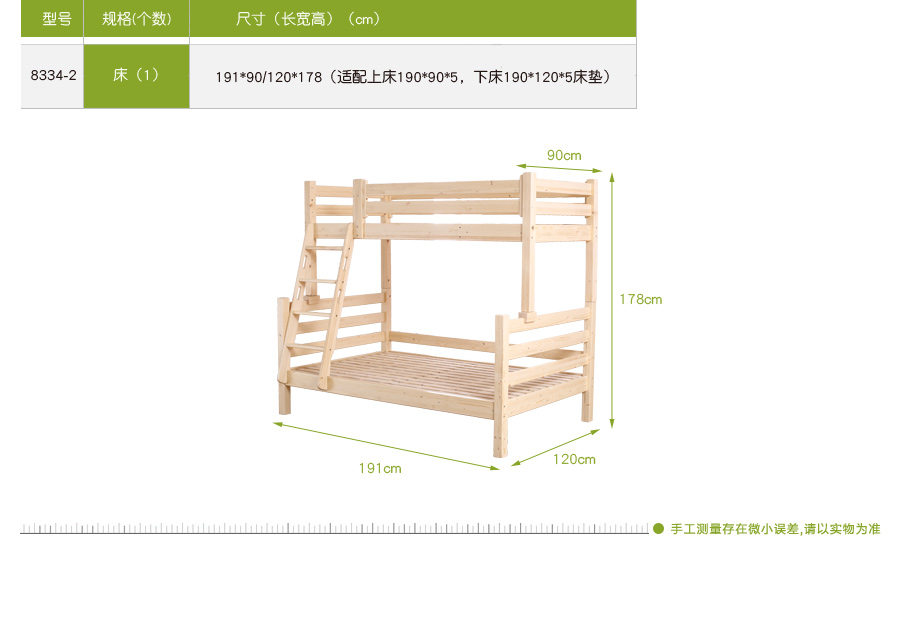 型号 规格(个数) 尺寸（长宽高）（cm）
8334-2 床（1） 191*90/120*178（适配上床190*90*5，下床190*120*5床垫）
90cm
178cm
120cm
191cm
手工测量存在微小误差,请以实物为准